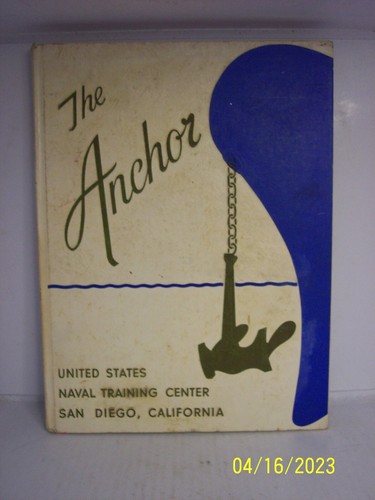 The
Anchor
UNITED STATES
NAVAL TRAINING CENTER
SAN DIEGO, CALIFORNIA
04/16/2023